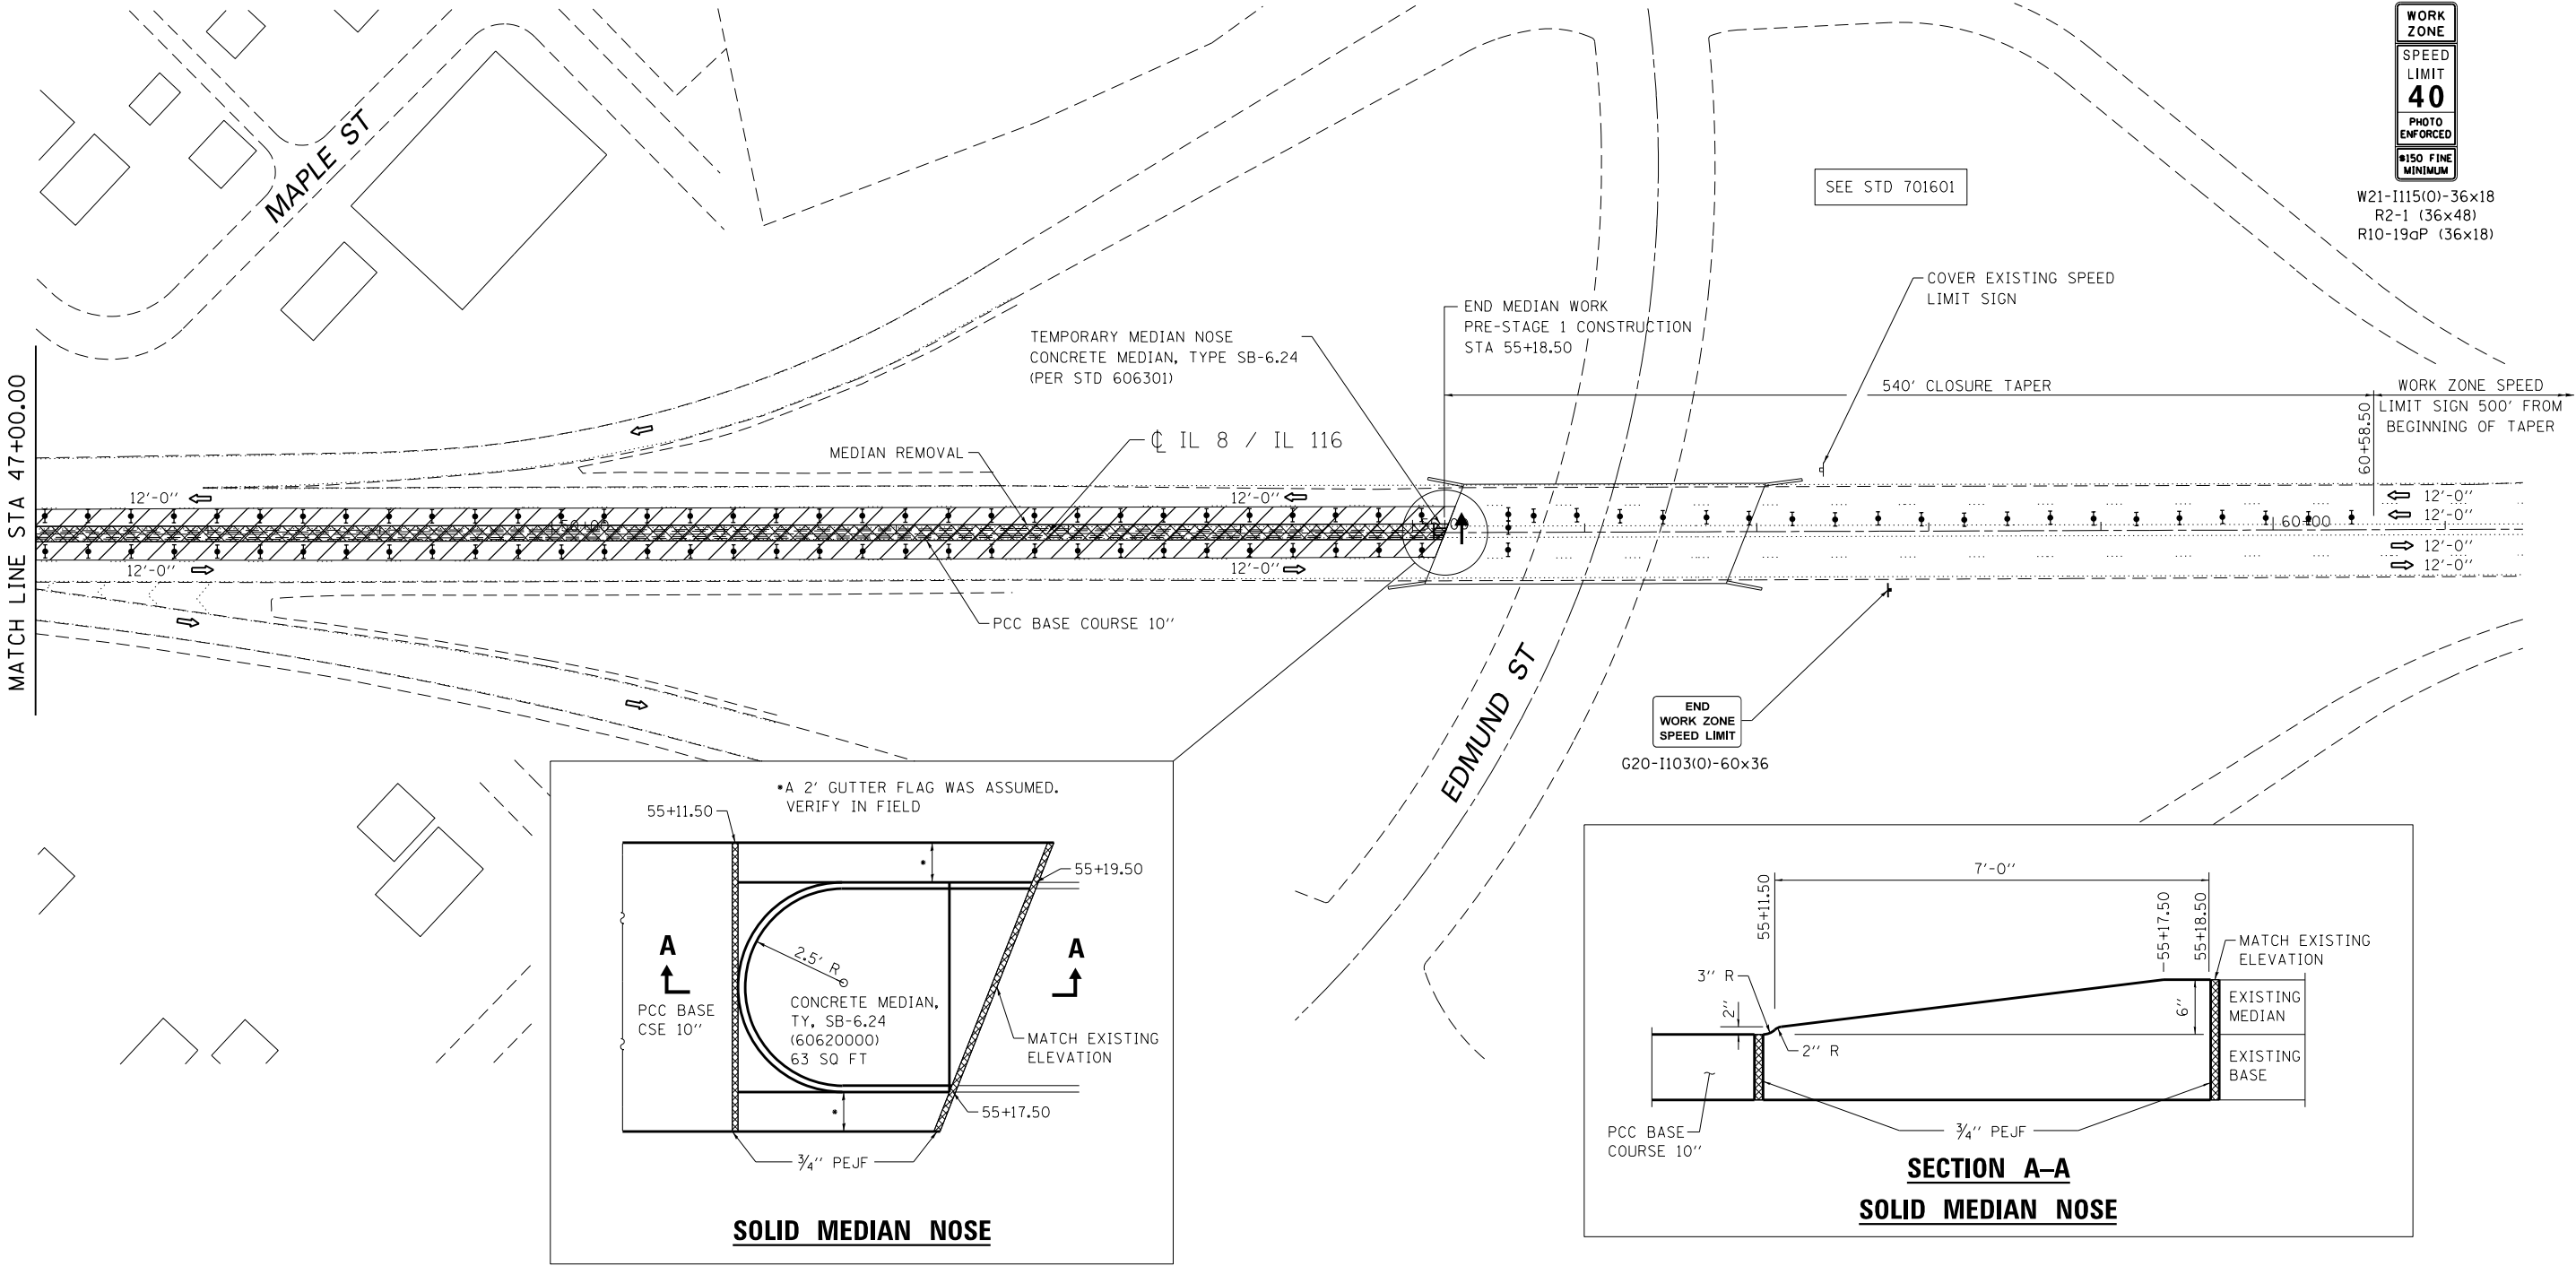 WORK
ZONE
SPEED
LIMIT
40
PHOTO
ENFORCED
$150 FINE
MINIMUM
W21-I115(O)-36x18
R2-1 (36x48)
R10-19aP (36x18)
MAPLE ST
SEE STD 701601
COVER EXISTING SPEED
LIMIT SIGN
END MEDIAN WORK
PRE-STAGE 1 CONSTRUCTION
STA 55+18.50
TEMPORARY MEDIAN NOSE
CONCRETE MEDIAN, TYPE SB-6.24
(PER STD 606301)
540' CLOSURE TAPER
WORK ZONE SPEED
LIMIT SIGN 500' FROM
BEGINNING OF TAPER
60+58.50
MATCH LINE STA 47+00.00
MEDIAN REMOVAL
℄ IL 8 / IL 116
12'-0"
12'-0"
12'-0"
12'-0"
60+00
12'-0"
12'-0"
12'-0"
12'-0"
PCC BASE COURSE 10"
EDMUND ST
END
WORK ZONE
SPEED LIMIT
G20-I103(O)-60x36
*A 2' GUTTER FLAG WAS ASSUMED.
VERIFY IN FIELD
55+11.50
*
55+19.50
A
A
2.5' R
PCC BASE
CSE 10"
CONCRETE MEDIAN,
TY, SB-6.24
(60620000)
63 SQ FT
MATCH EXISTING
ELEVATION
*
55+17.50
3/4" PEJF
SOLID MEDIAN NOSE
7'-0"
55+11.50
55+17.50
55+18.50
MATCH EXISTING
ELEVATION
3" R
2"
2" R
6"
EXISTING
MEDIAN
EXISTING
BASE
PCC BASE
COURSE 10"
3/4" PEJF
SECTION A–A
SOLID MEDIAN NOSE